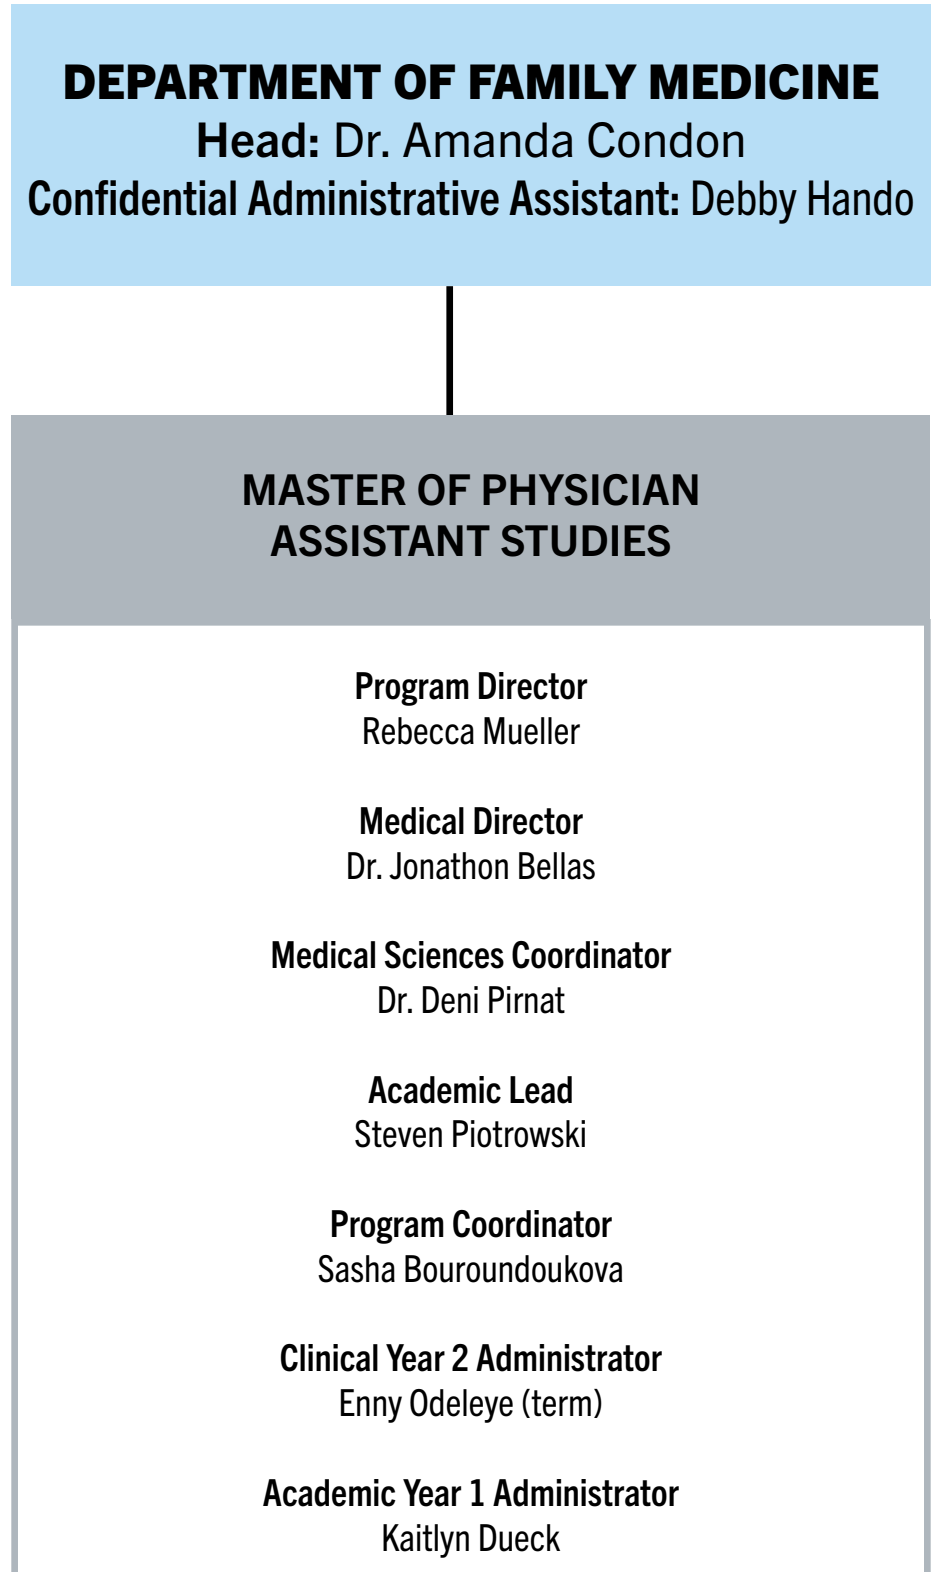 DEPARTMENT OF FAMILY MEDICINE
Head: Dr. Amanda Condon
Confidential Administrative Assistant: Debby Hando
MASTER OF PHYSICIAN
ASSISTANT STUDIES
Program Director
Rebecca Mueller
Medical Director
Dr. Jonathon Bellas
Medical Sciences Coordinator
Dr. Deni Pirnat
Academic Lead
Steven Piotrowski
Program Coordinator
Sasha Bouroundoukova
Clinical Year 2 Administrator
Enny Odeleye (term)
Academic Year 1 Administrator
Kaitlyn Dueck